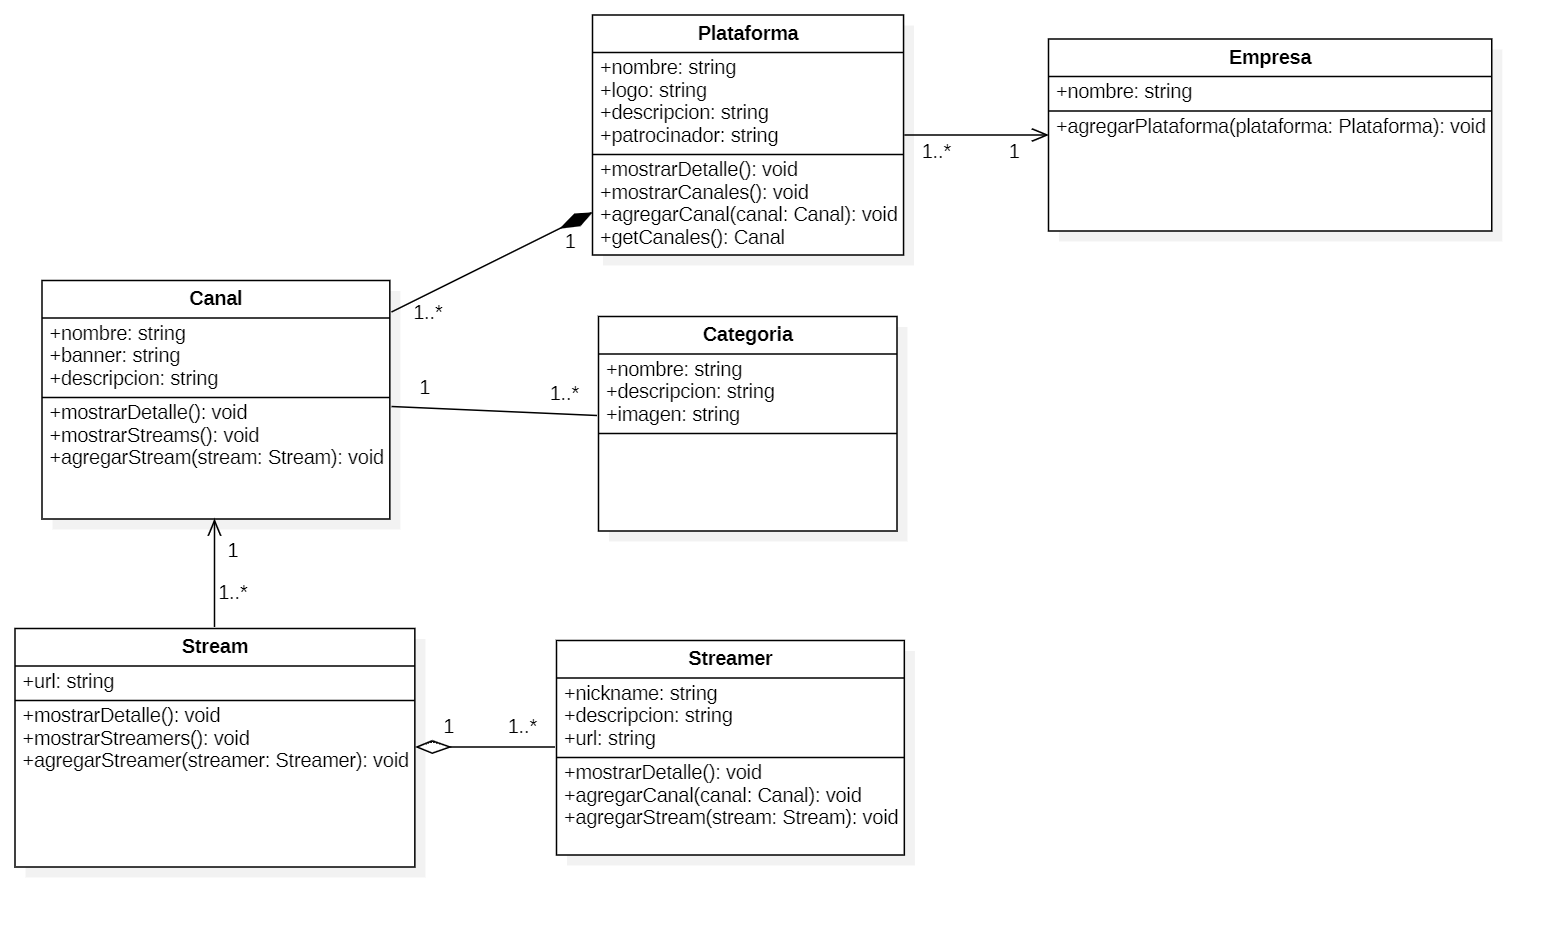 Plataforma
+nombre: string
+logo: string
+descripcion: string
+patrocinador: string
+mostrarDetalle(): void
+mostrarCanales(): void
+agregarCanal(canal: Canal): void
+getCanales(): Canal
Empresa
+nombre: string
+agregarPlataforma(plataforma: Plataforma): void
1..*
1
1
1..*
Canal
+nombre: string
+banner: string
+descripcion: string
+mostrarDetalle(): void
+mostrarStreams(): void
+agregarStream(stream: Stream): void
1
1..*
Categoria
+nombre: string
+descripcion: string
+imagen: string
1
1..*
Stream
+url: string
+mostrarDetalle(): void
+mostrarStreamers(): void
+agregarStreamer(streamer: Streamer): void
1
1..*
Streamer
+nickname: string
+descripcion: string
+url: string
+mostrarDetalle(): void
+agregarCanal(canal: Canal): void
+agregarStream(stream: Stream): void